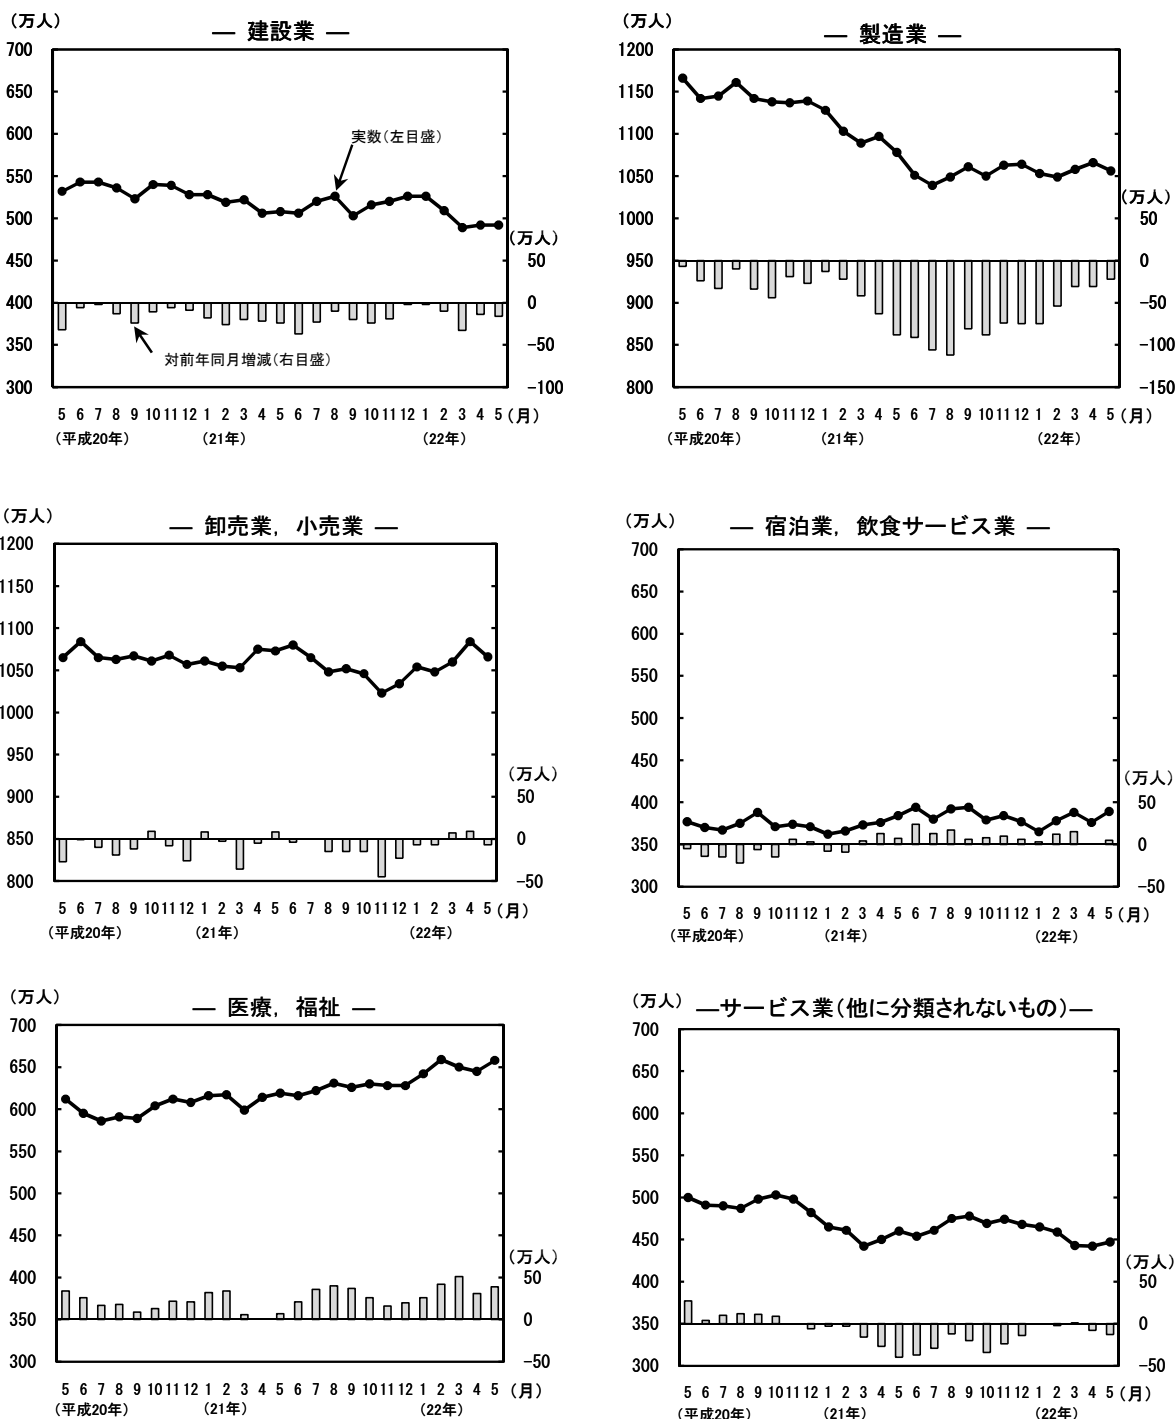 （万人）
― 建設業 ―
700
650
600
550
500
450
400
350
300
実数（左目盛）
対前年同月増減（右目盛）
（万人）
50
0
-50
-100
5 6 7 8 9 10 11 12 1 2 3 4 5 6 7 8 9 10 11 12 1 2 3 4 5（月）
（平成20年） （21年） （22年）
（万人）
― 製造業 ―
1200
1150
1100
1050
1000
950
900
850
800
（万人）
50
0
-50
-100
-150
5 6 7 8 9 10 11 12 1 2 3 4 5 6 7 8 9 10 11 12 1 2 3 4 5（月）
（平成20年） （21年） （22年）
（万人）
― 卸売業，小売業 ―
1200
1150
1100
1050
1000
950
900
850
800
（万人）
50
0
-50
5 6 7 8 9 10 11 12 1 2 3 4 5 6 7 8 9 10 11 12 1 2 3 4 5（月）
（平成20年） （21年） （22年）
（万人）
― 宿泊業，飲食サービス業 ―
700
650
600
550
500
450
400
350
300
（万人）
50
0
-50
5 6 7 8 9 10 11 12 1 2 3 4 5 6 7 8 9 10 11 12 1 2 3 4 5（月）
（平成20年） （21年） （22年）
（万人）
― 医療，福祉 ―
700
650
600
550
500
450
400
350
300
（万人）
50
0
-50
5 6 7 8 9 10 11 12 1 2 3 4 5 6 7 8 9 10 11 12 1 2 3 4 5（月）
（平成20年） （21年） （22年）
（万人）
―サービス業（他に分類されないもの）―
700
650
600
550
500
450
400
350
300
（万人）
50
0
-50
5 6 7 8 9 10 11 12 1 2 3 4 5 6 7 8 9 10 11 12 1 2 3 4 5（月）
（平成20年） （21年） （22年）